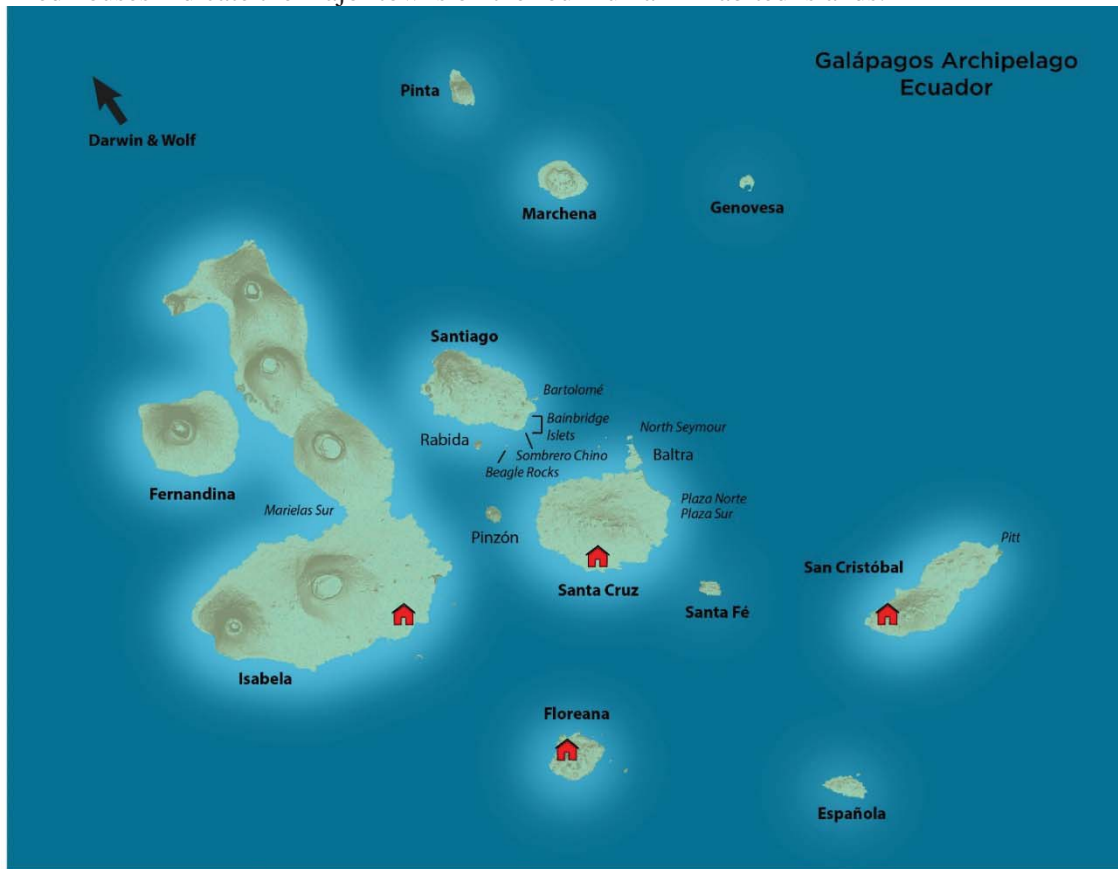 Galápagos Archipelago
Ecuador
Pinta
Darwin & Wolf
Marchena
Genovesa
Santiago
Bartolomé
Bainbridge
Islets
North Seymour
Rabida
Sombrero Chino
Baltra
Beagle Rocks
Fernandina
Marielas Sur
Plaza Norte
Plaza Sur
Pinzón
Pitt
San Cristóbal
Santa Cruz
Santa Fé
Isabela
Floreana
Española